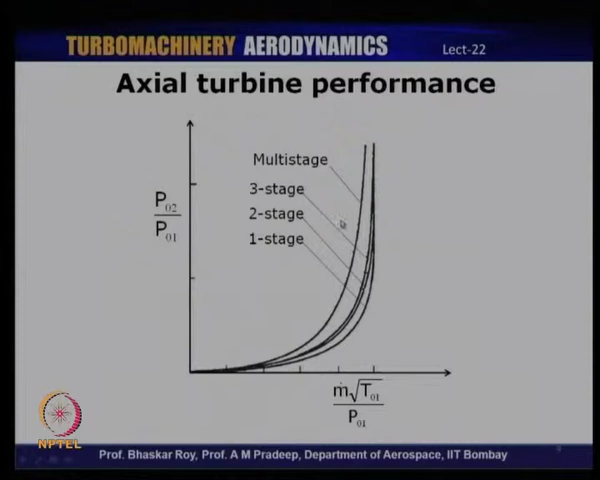 TURBOMACHINERY AERODYNAMICS Lect-22
Axial turbine performance
P02
P01
Multistage
3-stage
2-stage
1-stage
ṁ√T01
P01
NPTEL
Prof. Bhaskar Roy, Prof. A M Pradeep, Department of Aerospace, IIT Bombay